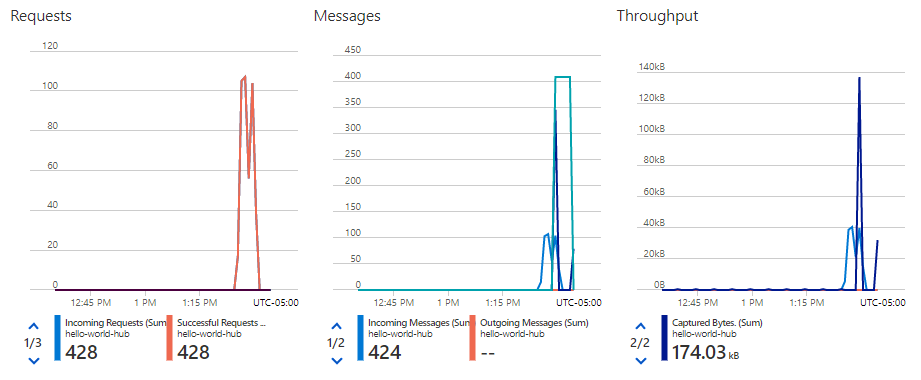 Requests
120
100
80
60
40
20
0
12:45 PM 1 PM 1:15 PM UTC-05:00
1/3
Incoming Requests (Sum)
hello-world-hub
428
Successful Requests ...
hello-world-hub
428
Messages
450
400
350
300
250
200
150
100
50
0
12:45 PM 1 PM 1:15 PM UTC-05:00
1/2
Incoming Messages (Sum)
hello-world-hub
424
Outgoing Messages (Sum)
hello-world-hub
--
Throughput
140kB
120kB
100kB
80kB
60kB
40kB
20kB
0B
12:45 PM 1 PM 1:15 PM UTC-05:00
2/2
Captured Bytes. (Sum)
hello-world-hub
174.03 kB